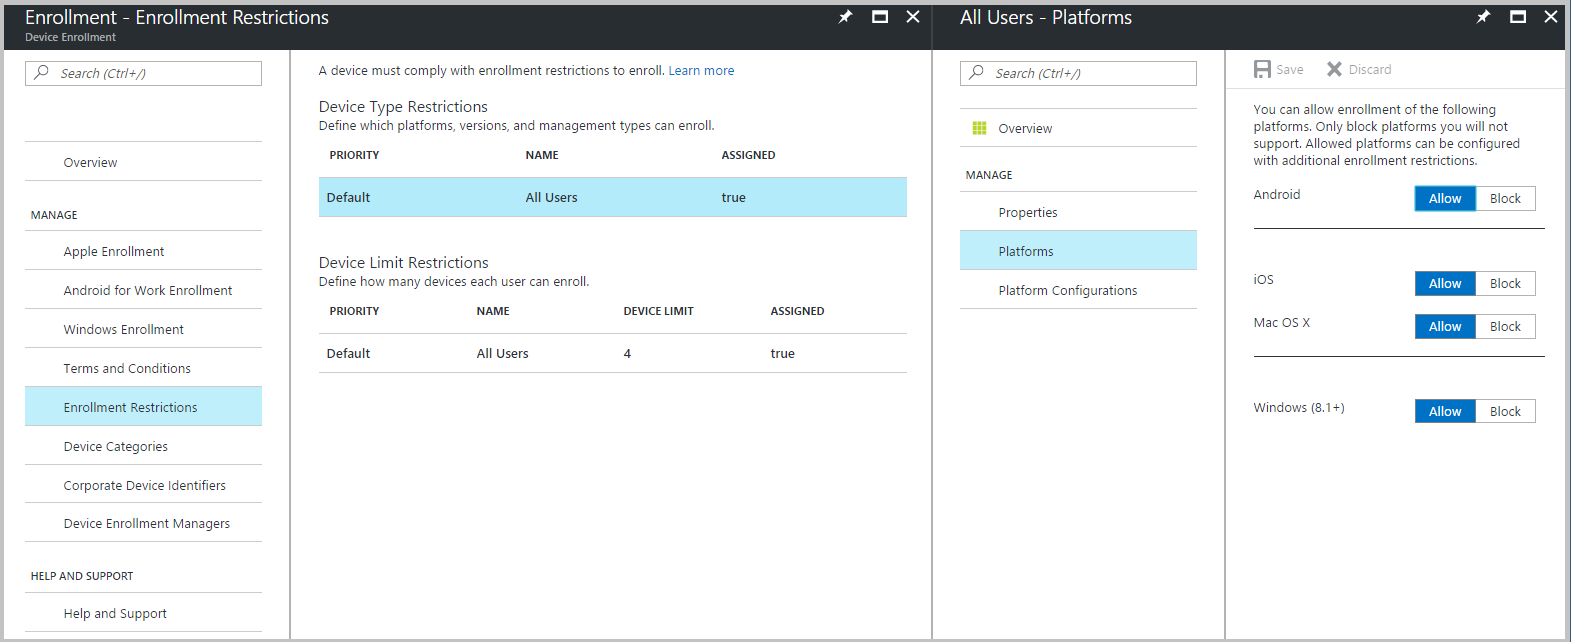 Enrollment - Enrollment Restrictions
Device Enrollment
Search (Ctrl+/)
Overview
MANAGE
Apple Enrollment
Android for Work Enrollment
Windows Enrollment
Terms and Conditions
Enrollment Restrictions
Device Categories
Corporate Device Identifiers
Device Enrollment Managers
HELP AND SUPPORT
Help and Support
A device must comply with enrollment restrictions to enroll. Learn more
Device Type Restrictions
Define which platforms, versions, and management types can enroll.
PRIORITY NAME ASSIGNED
Default All Users true
Device Limit Restrictions
Define how many devices each user can enroll.
PRIORITY NAME DEVICE LIMIT ASSIGNED
Default All Users 4 true
All Users - Platforms
Search (Ctrl+/)
Overview
MANAGE
Properties
Platforms
Platform Configurations
Save Discard
You can allow enrollment of the following
platforms. Only block platforms you will not
support. Allowed platforms can be configured
with additional enrollment restrictions.
Android Allow Block
iOS Allow Block
Mac OS X Allow Block
Windows (8.1+) Allow Block